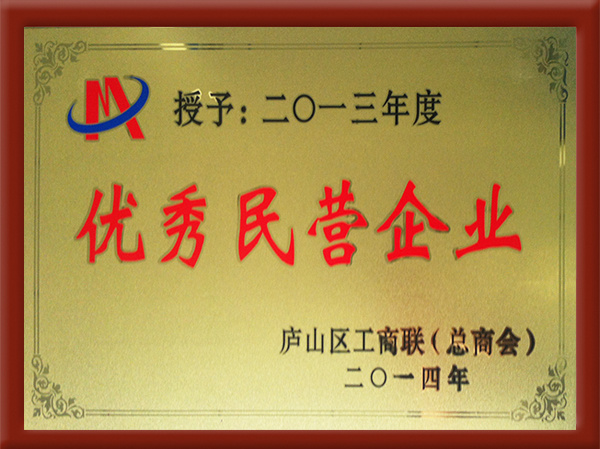 授予：二〇一三年度
优秀民营企业
庐山区工商联（总商会）
二〇一四年